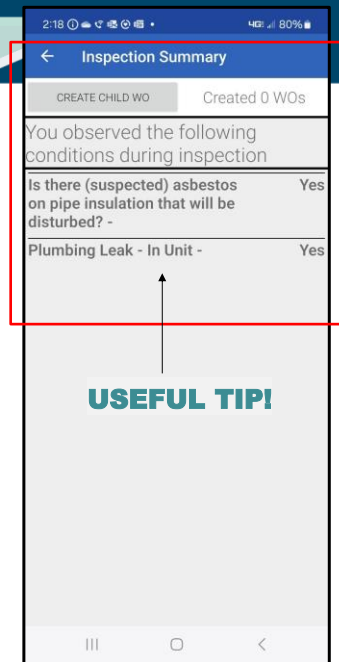 2:18 4G 80%
Inspection Summary
CREATE CHILD WO Created 0 WOs
You observed the following
conditions during inspection
Is there (suspected) asbestos Yes
on pipe insulation that will be
disturbed? -
Plumbing Leak - In Unit - Yes
USEFUL TIP!